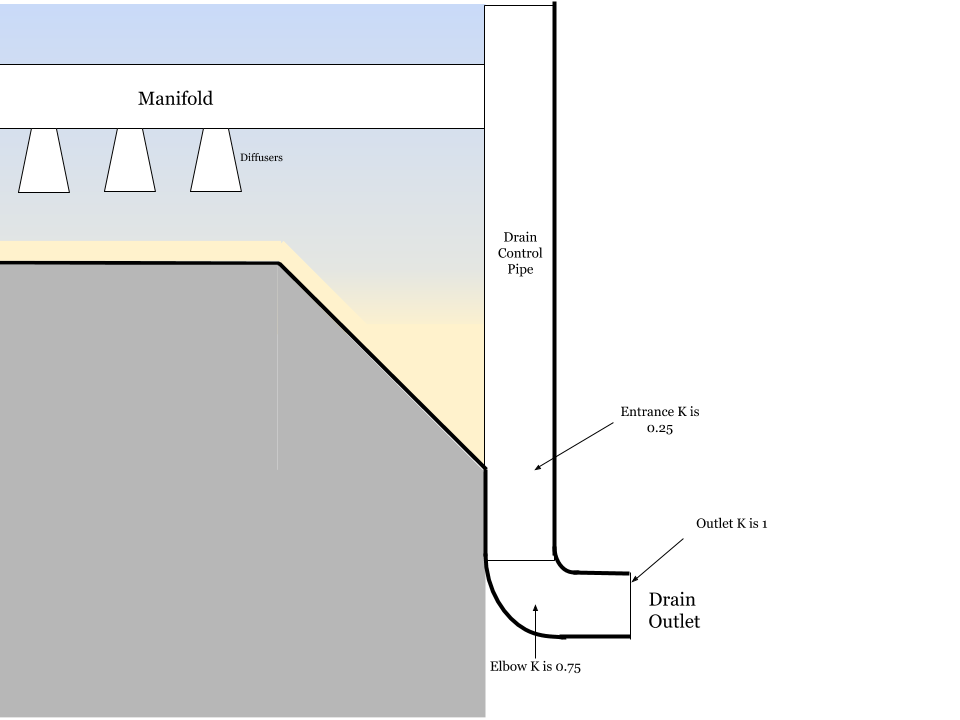 Manifold
Diffusers
Drain
Control
Pipe
Entrance K is
0.25
Outlet K is 1
Drain
Outlet
Elbow K is 0.75